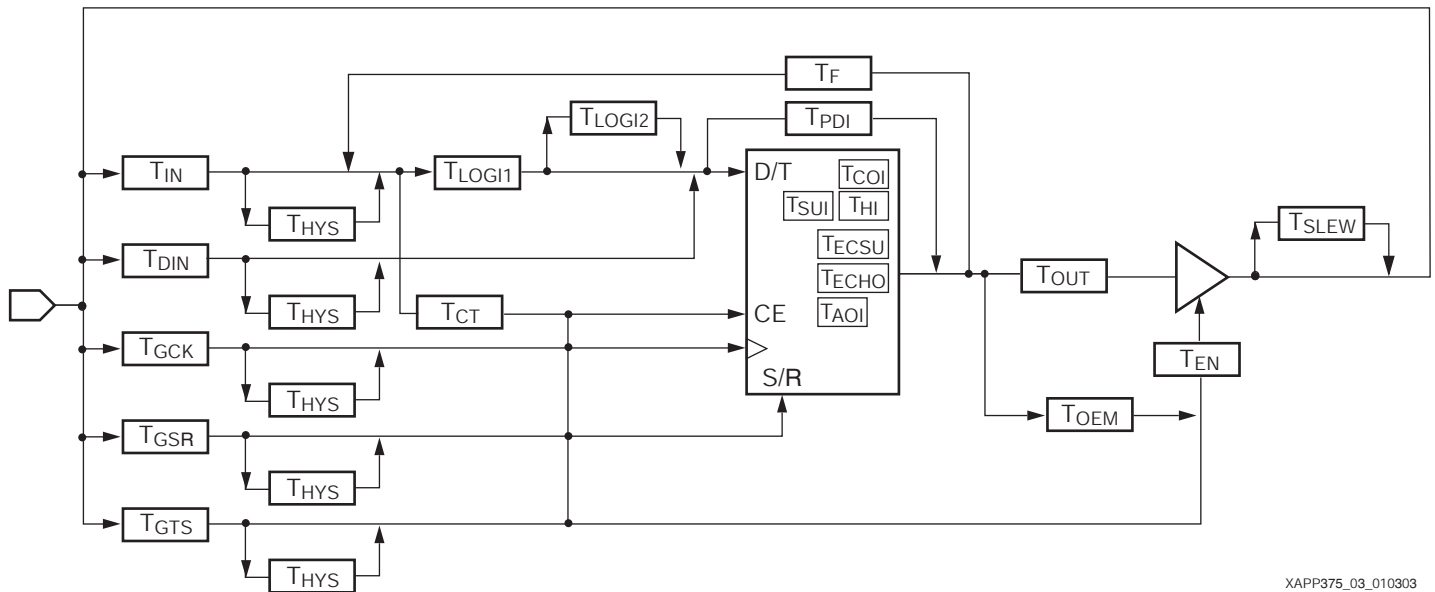 TF
TLOGI2
TPDI
TIN
TLOGI1
D/T
TCOI
THYS
TSUI
THI
TSLEW
TDIN
TECSU
THYS
TECHO
TOUT
TCT
CE
TAOI
TGCK
TEN
THYS
S/R
TOEM
TGSR
THYS
TGTS
THYS
XAPP375_03_010303